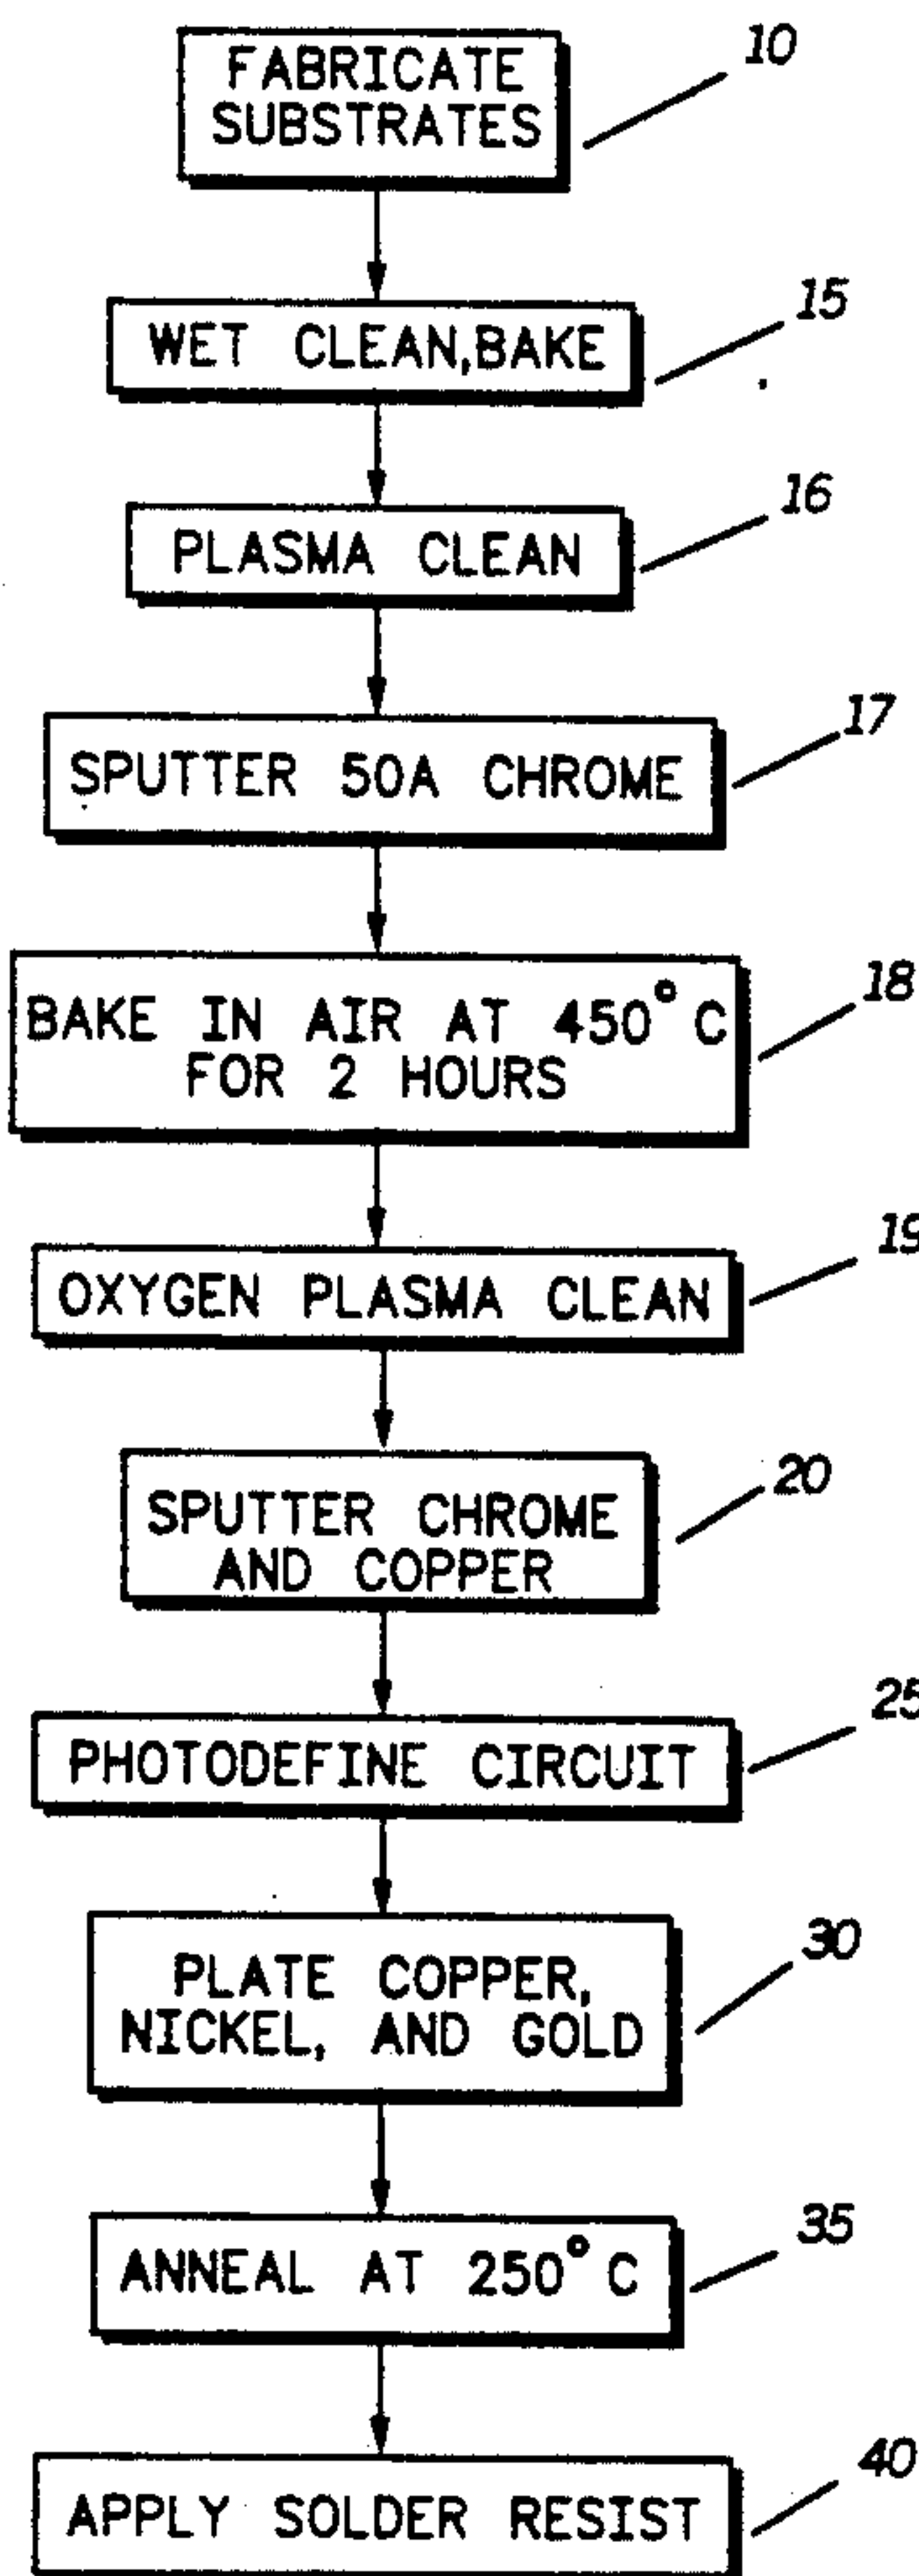 FABRICATE
SUBSTRATES
10
WET CLEAN,BAKE
15
PLASMA CLEAN
16
SPUTTER 50A CHROME
17
BAKE IN AIR AT 450° C
FOR 2 HOURS
18
OXYGEN PLASMA CLEAN
19
SPUTTER CHROME
AND COPPER
20
PHOTODEFINE CIRCUIT
25
PLATE COPPER,
NICKEL, AND GOLD
30
ANNEAL AT 250° C
35
APPLY SOLDER RESIST
40